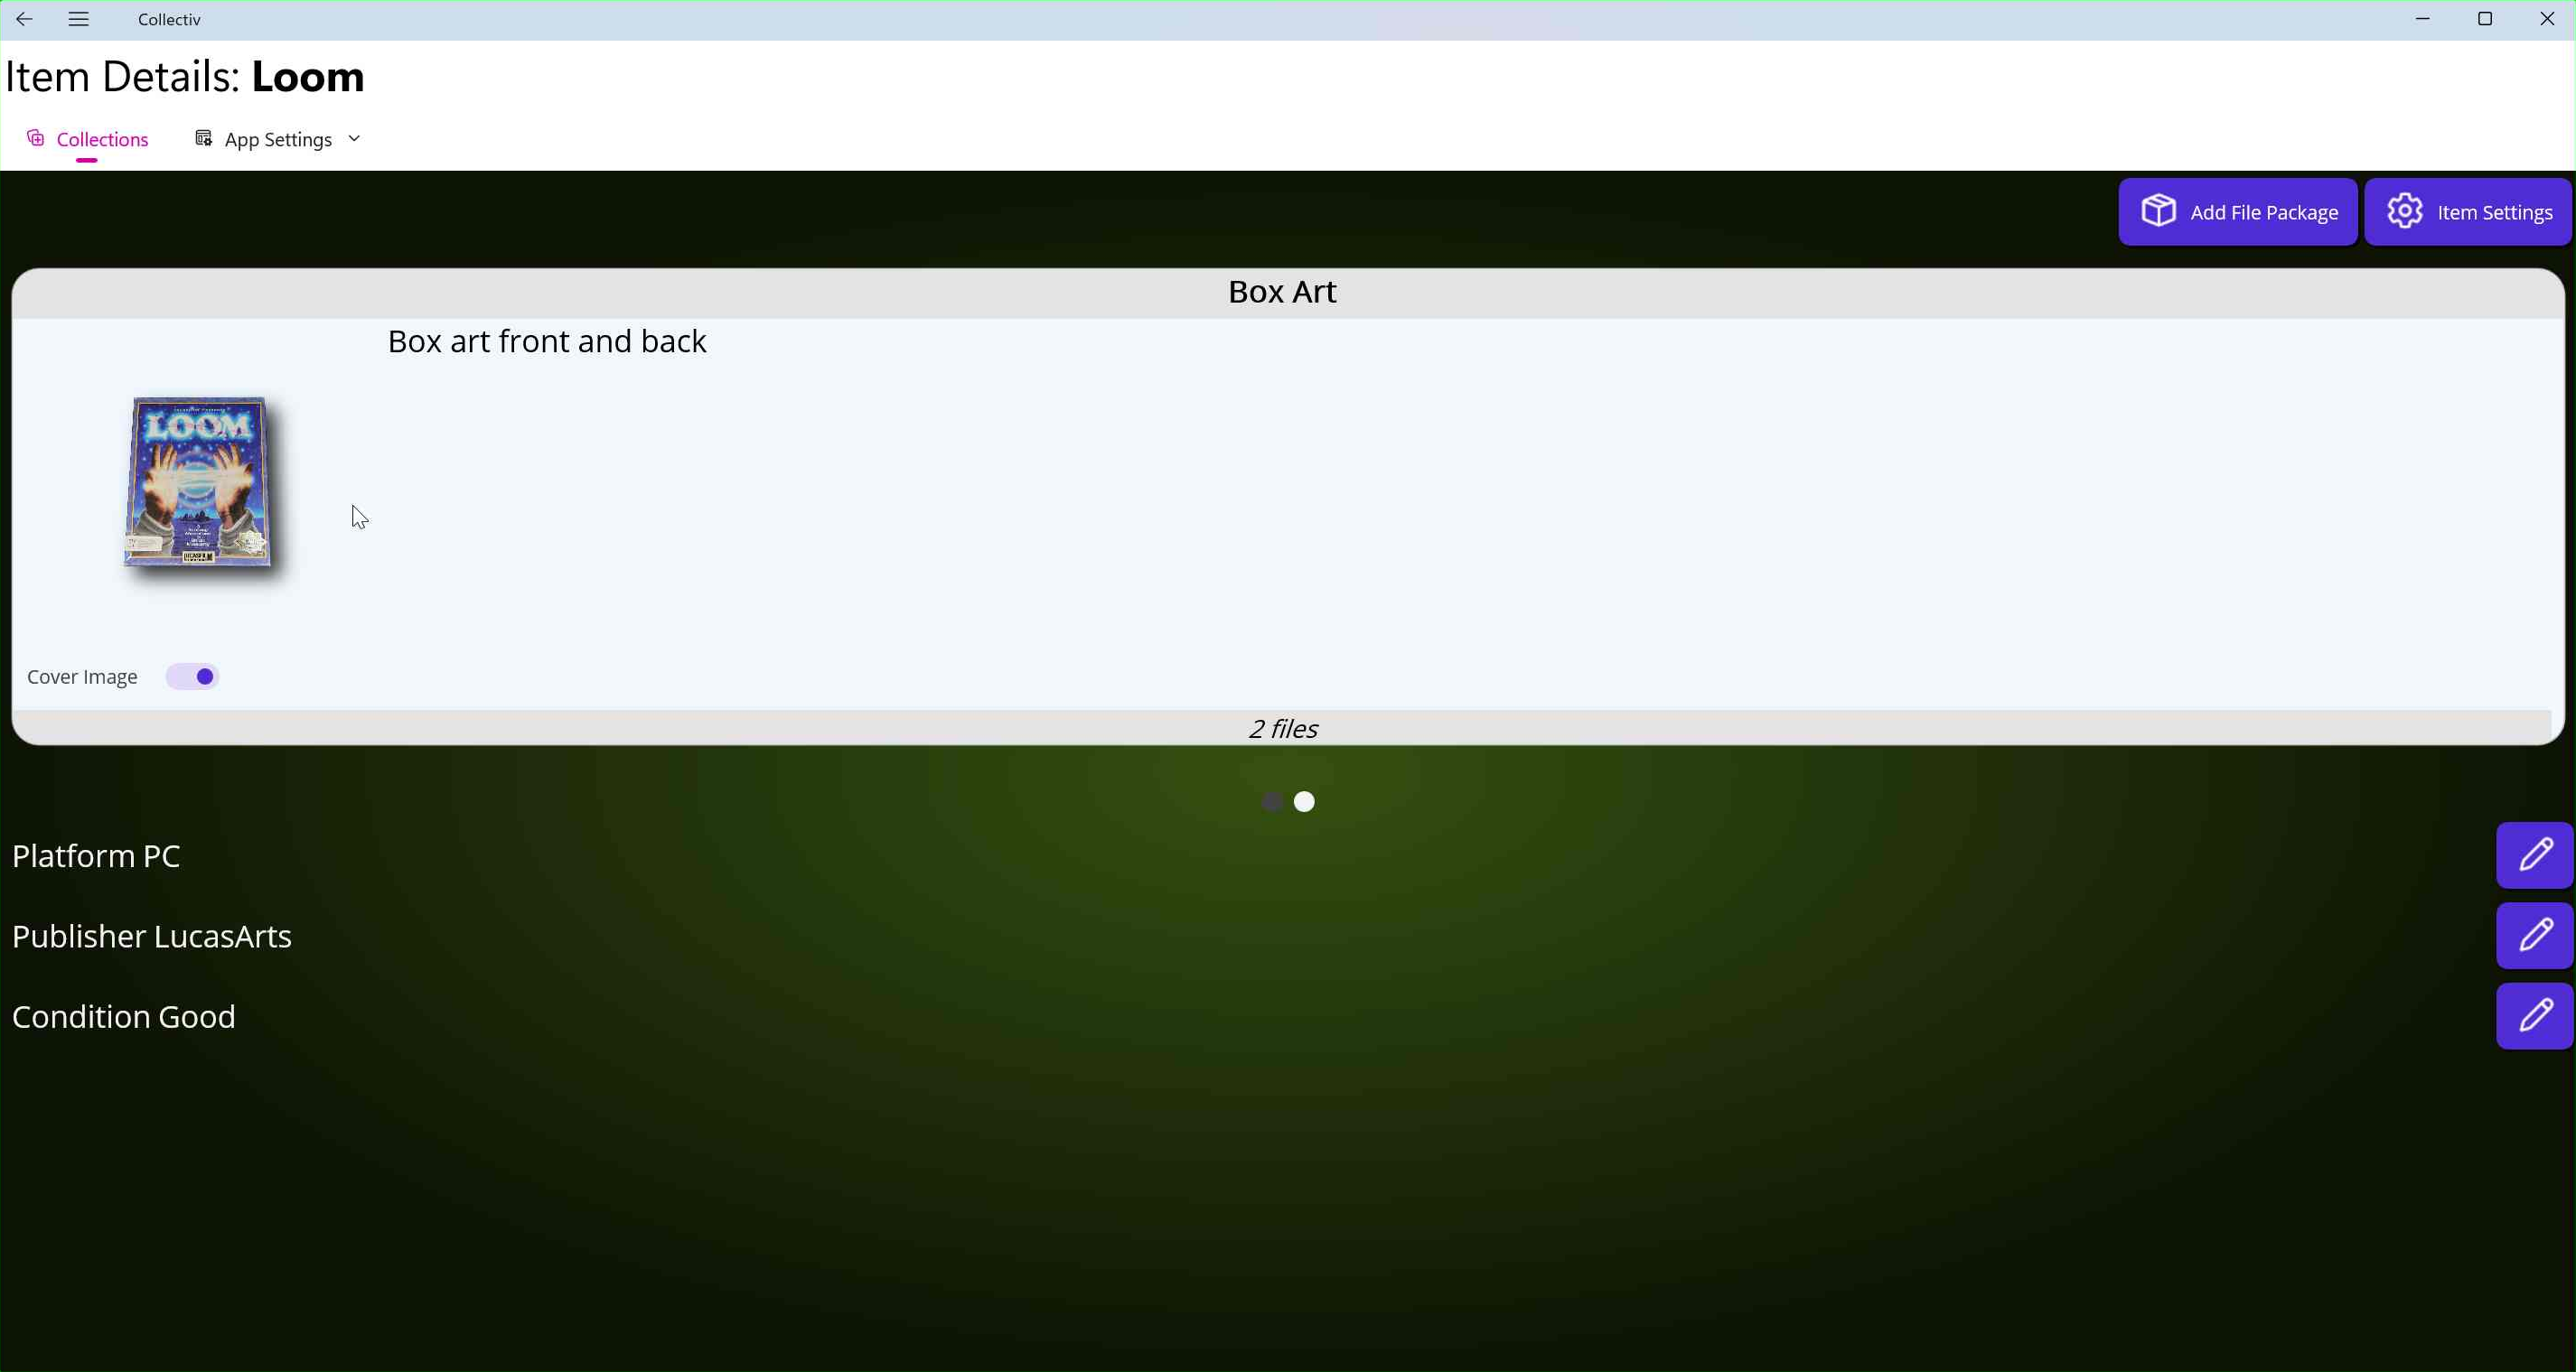 Collectiv
Item Details: Loom
Collections
App Settings
Add File Package
Item Settings
Box Art
Box art front and back
LOOM
LUCASFILM
Cover Image
2 files
Platform PC
Publisher LucasArts
Condition Good